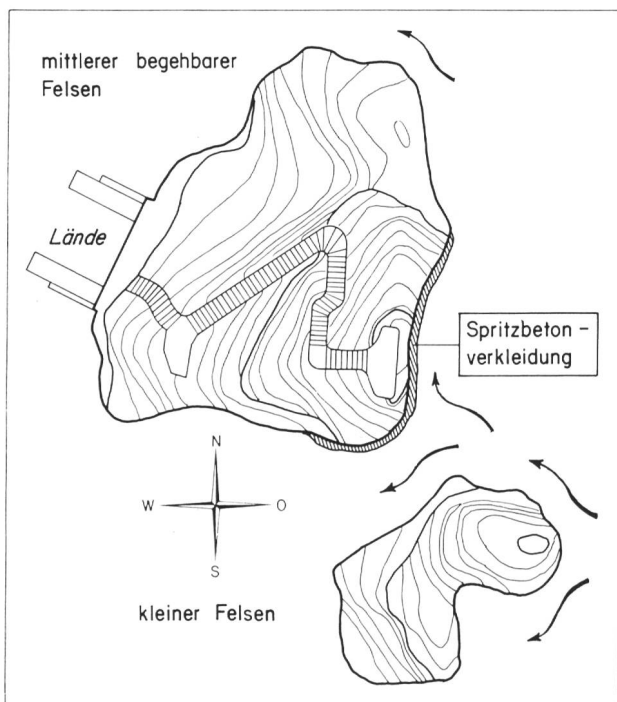 mittlerer begehbarer
Felsen
Lände
Spritzbeton-
verkleidung
N
W
O
S
kleiner Felsen